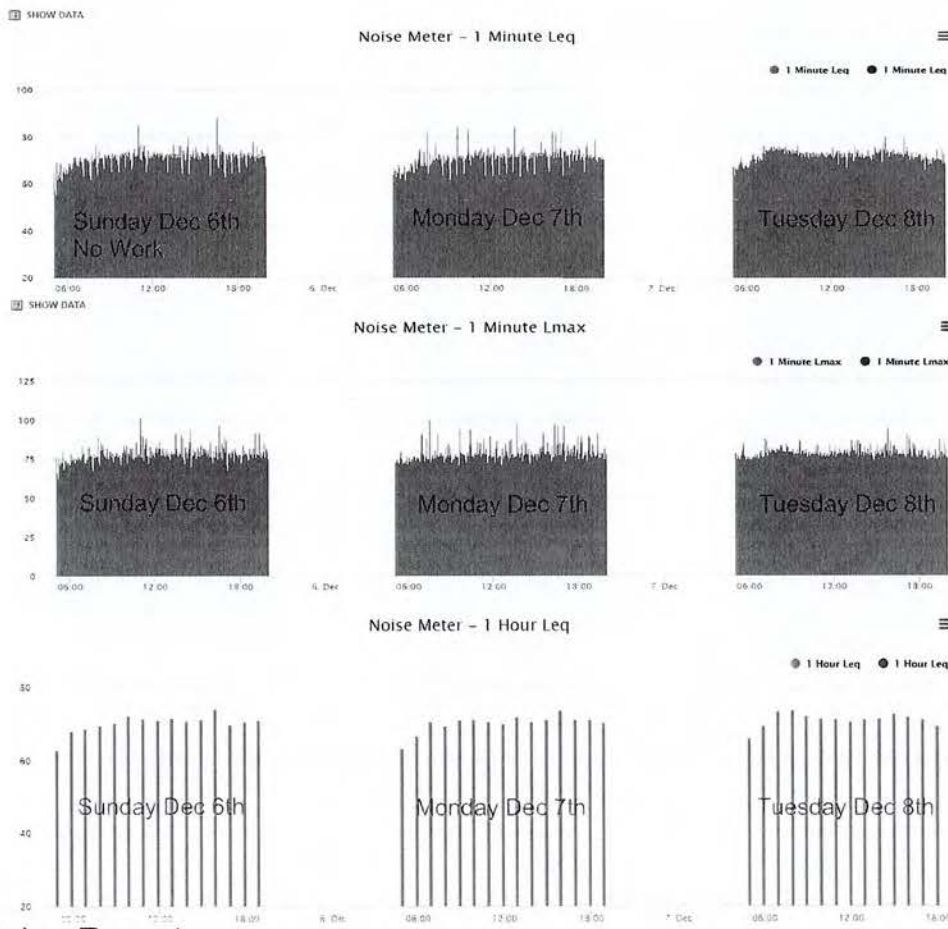 SHOW DATA
Noise Meter – 1 Minute Leq
1 Minute Leq 1 Minute Leq
100
80
60
40
20
Sunday Dec 6th
No Work
Monday Dec 7th
Tuesday Dec 8th
06:00 12:00 18:00 6. Dec 06:00 12:00 18:00 7. Dec 06:00 12:00 18:00
SHOW DATA
Noise Meter – 1 Minute Lmax
1 Minute Lmax 1 Minute Lmax
125
100
75
50
25
0
Sunday Dec 6th
Monday Dec 7th
Tuesday Dec 8th
06:00 12:00 18:00 6. Dec 06:00 12:00 18:00 7. Dec 06:00 12:00 18:00
Noise Meter – 1 Hour Leq
1 Hour Leq 1 Hour Leq
60
40
20
Sunday Dec 6th
Monday Dec 7th
Tuesday Dec 8th
12:00 18:00 6. Dec 06:00 12:00 18:00 7. Dec 06:00 12:00 18:00